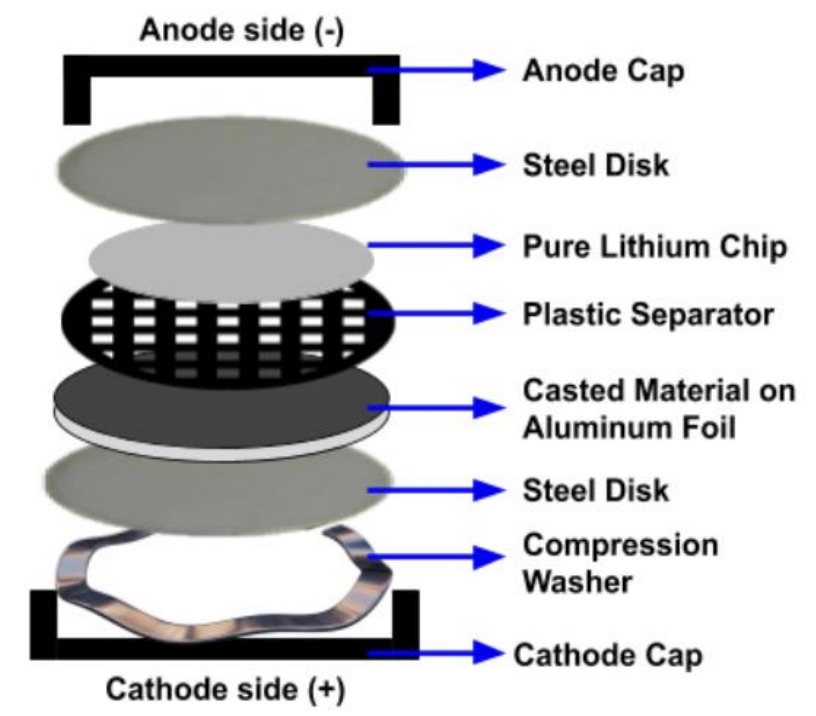 Anode side (-)
Anode Cap
Steel Disk
Pure Lithium Chip
Plastic Separator
Casted Material on
Aluminum Foil
Steel Disk
Compression
Washer
Cathode Cap
Cathode side (+)